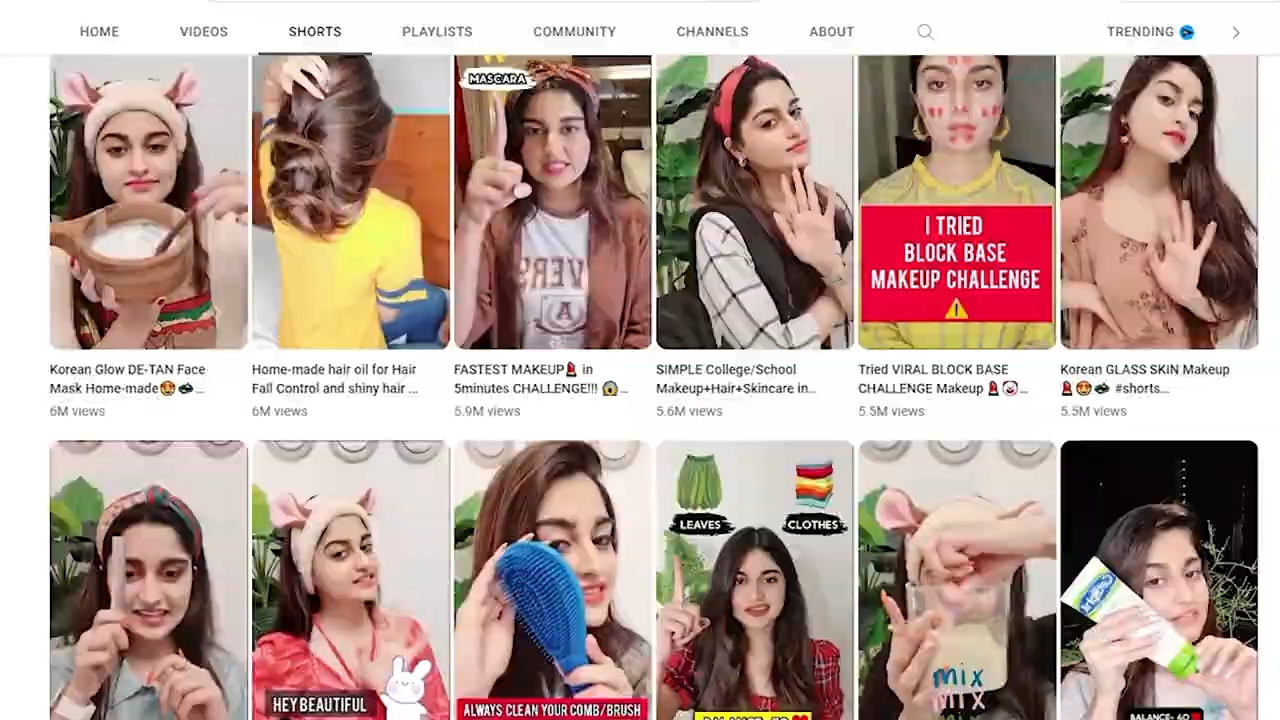 HOME VIDEOS SHORTS PLAYLISTS COMMUNITY CHANNELS ABOUT TRENDING
MASCARA
I TRIED
BLOCK BASE
MAKEUP CHALLENGE
Korean Glow DE-TAN Face
Mask Home-made🤩🍲...
6M views
Home-made hair oil for Hair
Fall Control and shiny hair ...
6M views
FASTEST MAKEUP💄 in
5minutes CHALLENGE!!! 😱...
5.9M views
SIMPLE College/School
Makeup+Hair+Skincare in...
5.6M views
Tried VIRAL BLOCK BASE
CHALLENGE Makeup 💄🤡...
5.5M views
Korean GLASS SKIN Makeup
💄🤩🍲 #shorts...
5.5M views
HEY BEAUTIFUL
ALWAYS CLEAN YOUR COMB/BRUSH
LEAVES
CLOTHES
mix
MIX
BALANCE- 60